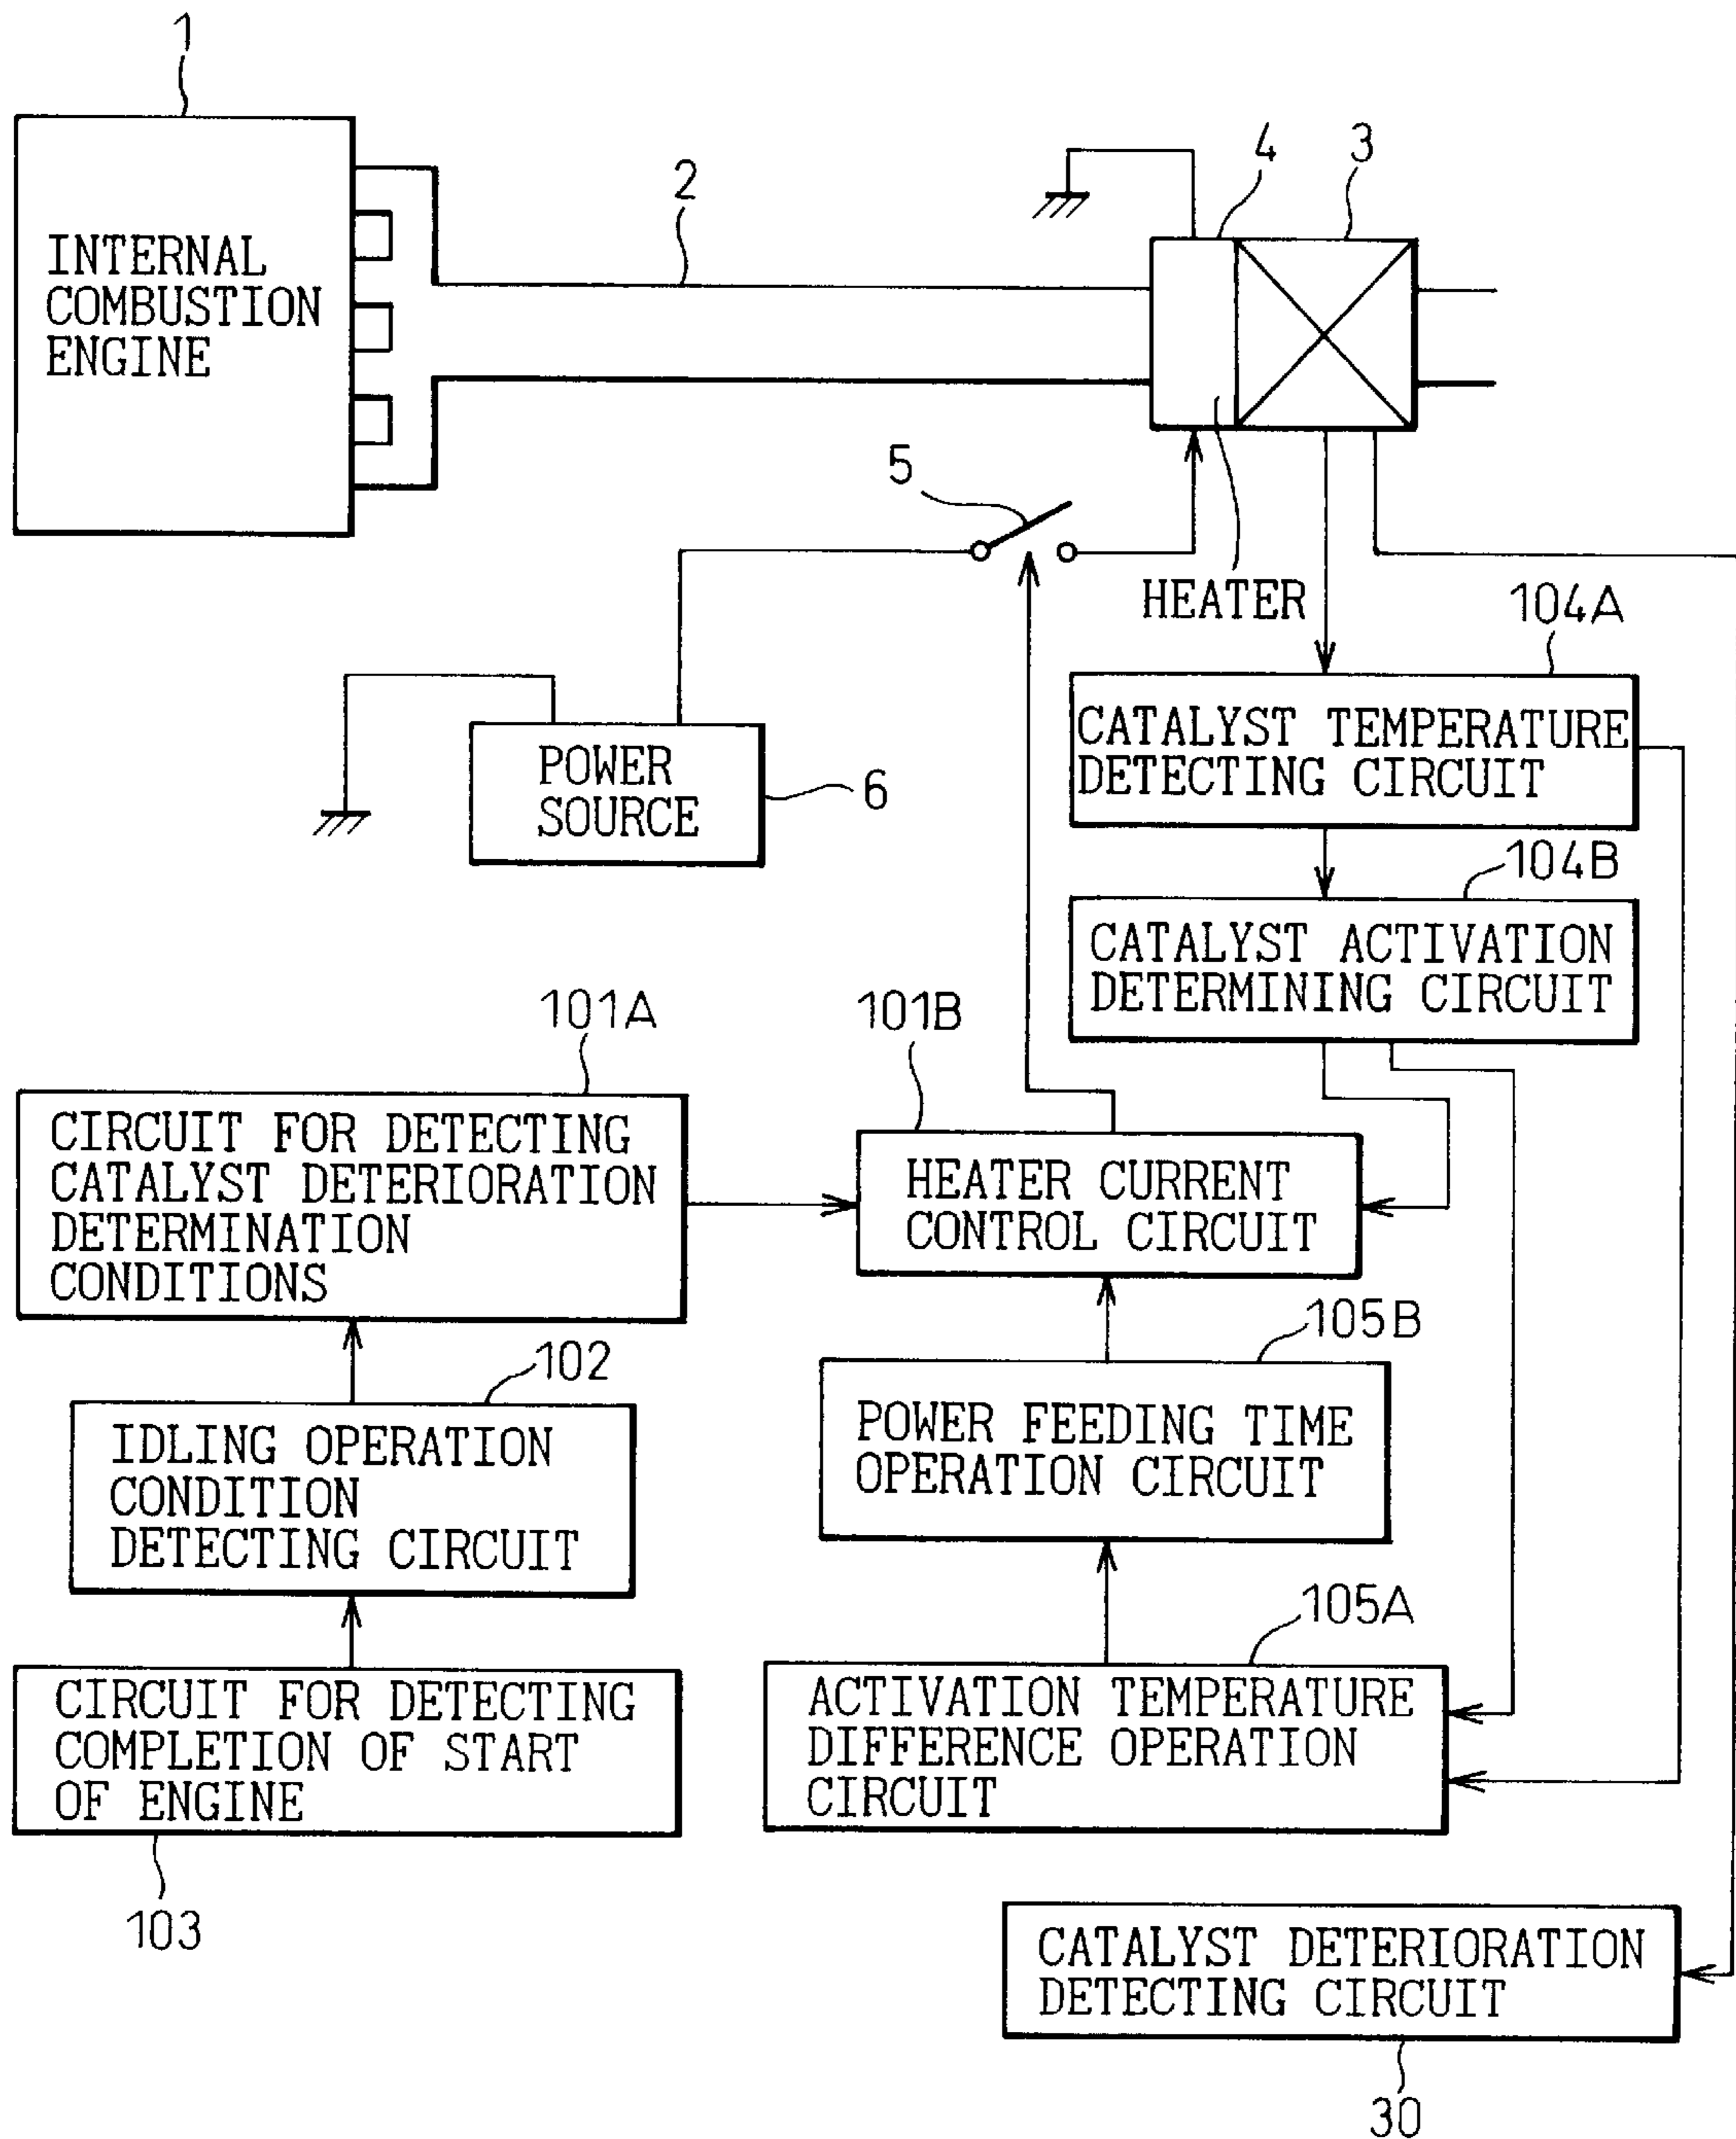 1
INTERNAL
COMBUSTION
ENGINE
2
4
3
5
HEATER
POWER
SOURCE
6
104A
CATALYST TEMPERATURE
DETECTING CIRCUIT
104B
CATALYST ACTIVATION
DETERMINING CIRCUIT
101A
CIRCUIT FOR DETECTING
CATALYST DETERIORATION
DETERMINATION
CONDITIONS
101B
HEATER CURRENT
CONTROL CIRCUIT
102
IDLING OPERATION
CONDITION
DETECTING CIRCUIT
105B
POWER FEEDING TIME
OPERATION CIRCUIT
CIRCUIT FOR DETECTING
COMPLETION OF START
OF ENGINE
103
105A
ACTIVATION TEMPERATURE
DIFFERENCE OPERATION
CIRCUIT
CATALYST DETERIORATION
DETECTING CIRCUIT
30